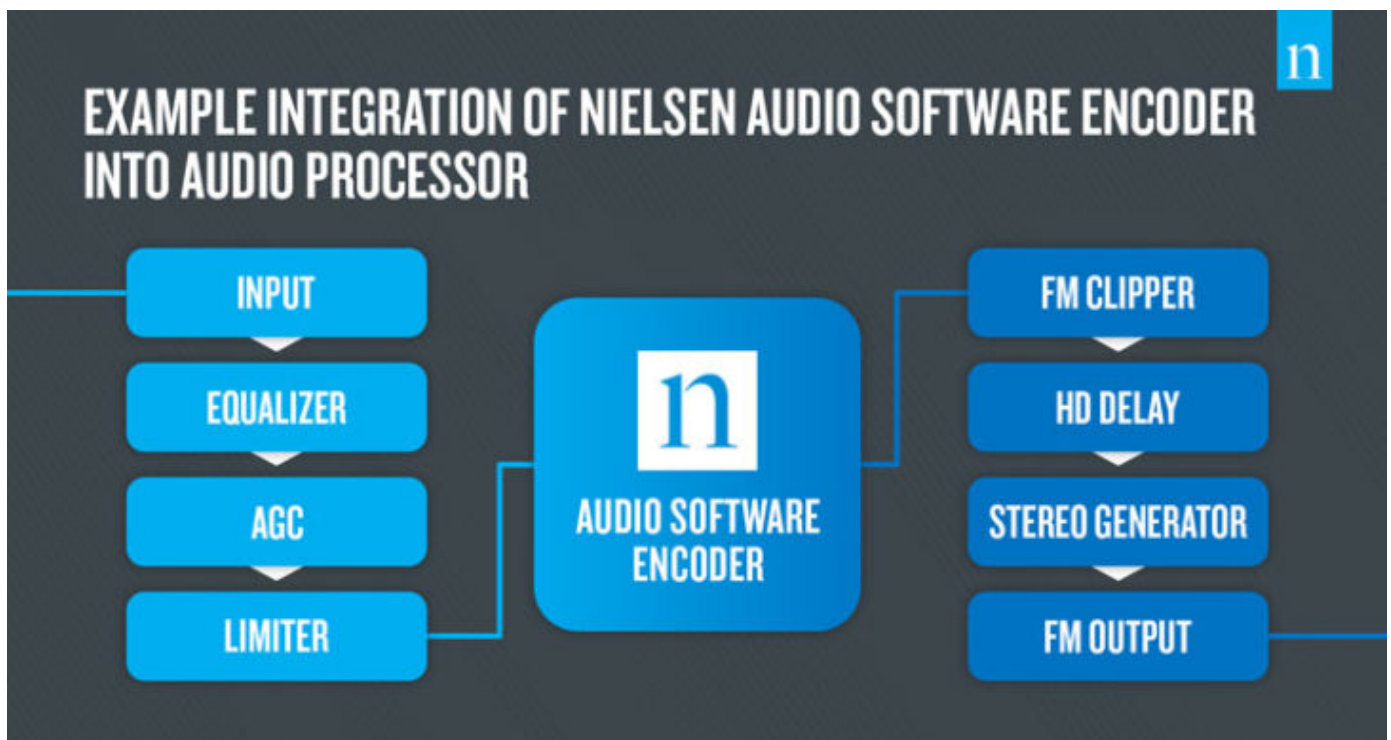 n
EXAMPLE INTEGRATION OF NIELSEN AUDIO SOFTWARE ENCODER
INTO AUDIO PROCESSOR
INPUT
EQUALIZER
AGC
LIMITER
n
AUDIO SOFTWARE
ENCODER
FM CLIPPER
HD DELAY
STEREO GENERATOR
FM OUTPUT